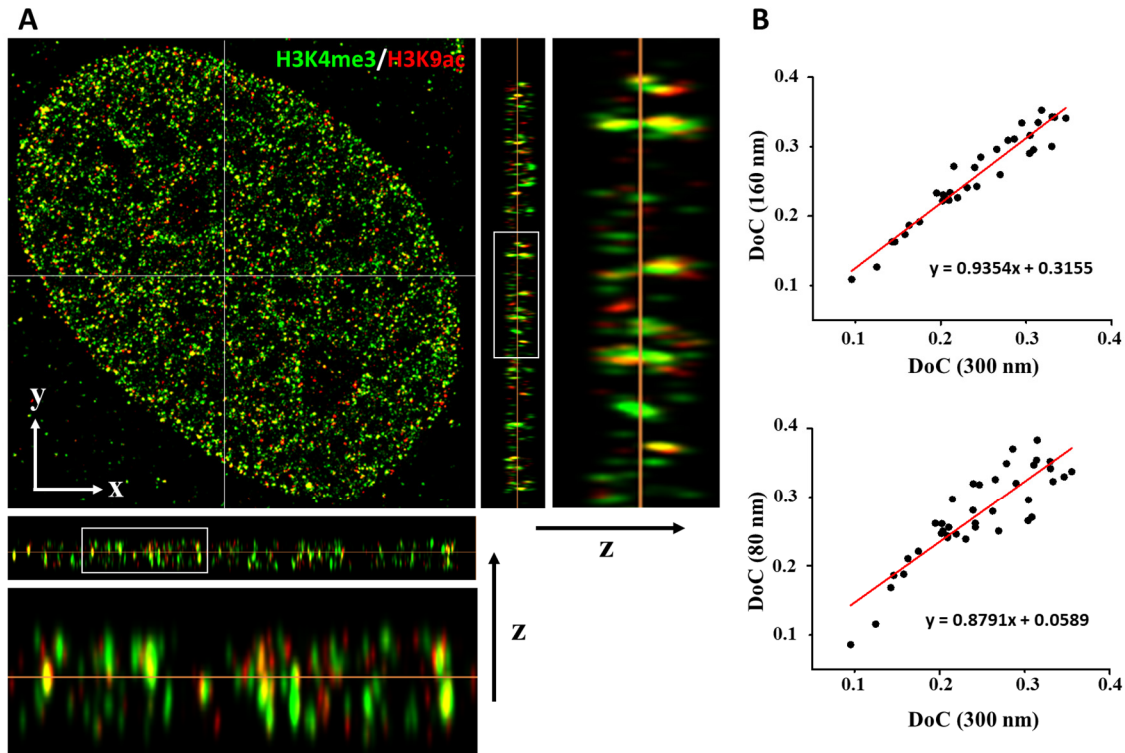 A
H3K4me3/H3K9ac
y
x
z
z
B
0.4
0.3
0.2
0.1
DoC (160 nm)
y = 0.9354x + 0.3155
0.1
0.2
0.3
0.4
DoC (300 nm)
0.4
0.3
0.2
0.1
DoC (80 nm)
y = 0.8791x + 0.0589
0.1
0.2
0.3
0.4
DoC (300 nm)